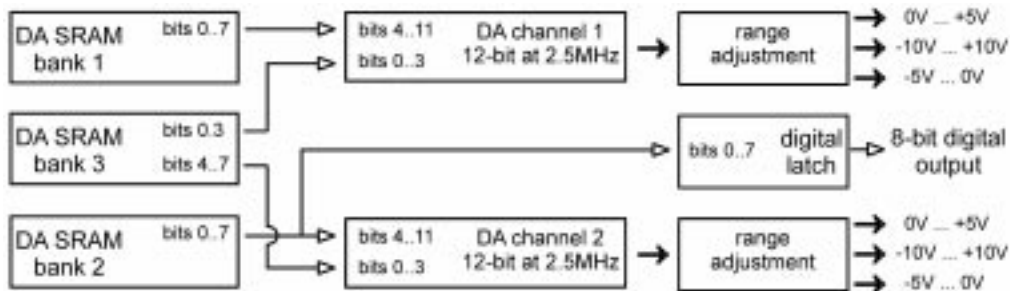 DA SRAM
bank 1
bits 0..7
bits 4..11
bits 0..3
DA channel 1
12-bit at 2.5MHz
range
adjustment
0V ... +5V
-10V ... +10V
-5V ... 0V
DA SRAM
bank 3
bits 0.3
bits 4..7
bits 0..7
digital
latch
8-bit digital
output
DA SRAM
bank 2
bits 0..7
bits 4..11
bits 0..3
DA channel 2
12-bit at 2.5MHz
range
adjustment
0V ... +5V
-10V ... +10V
-5V ... 0V